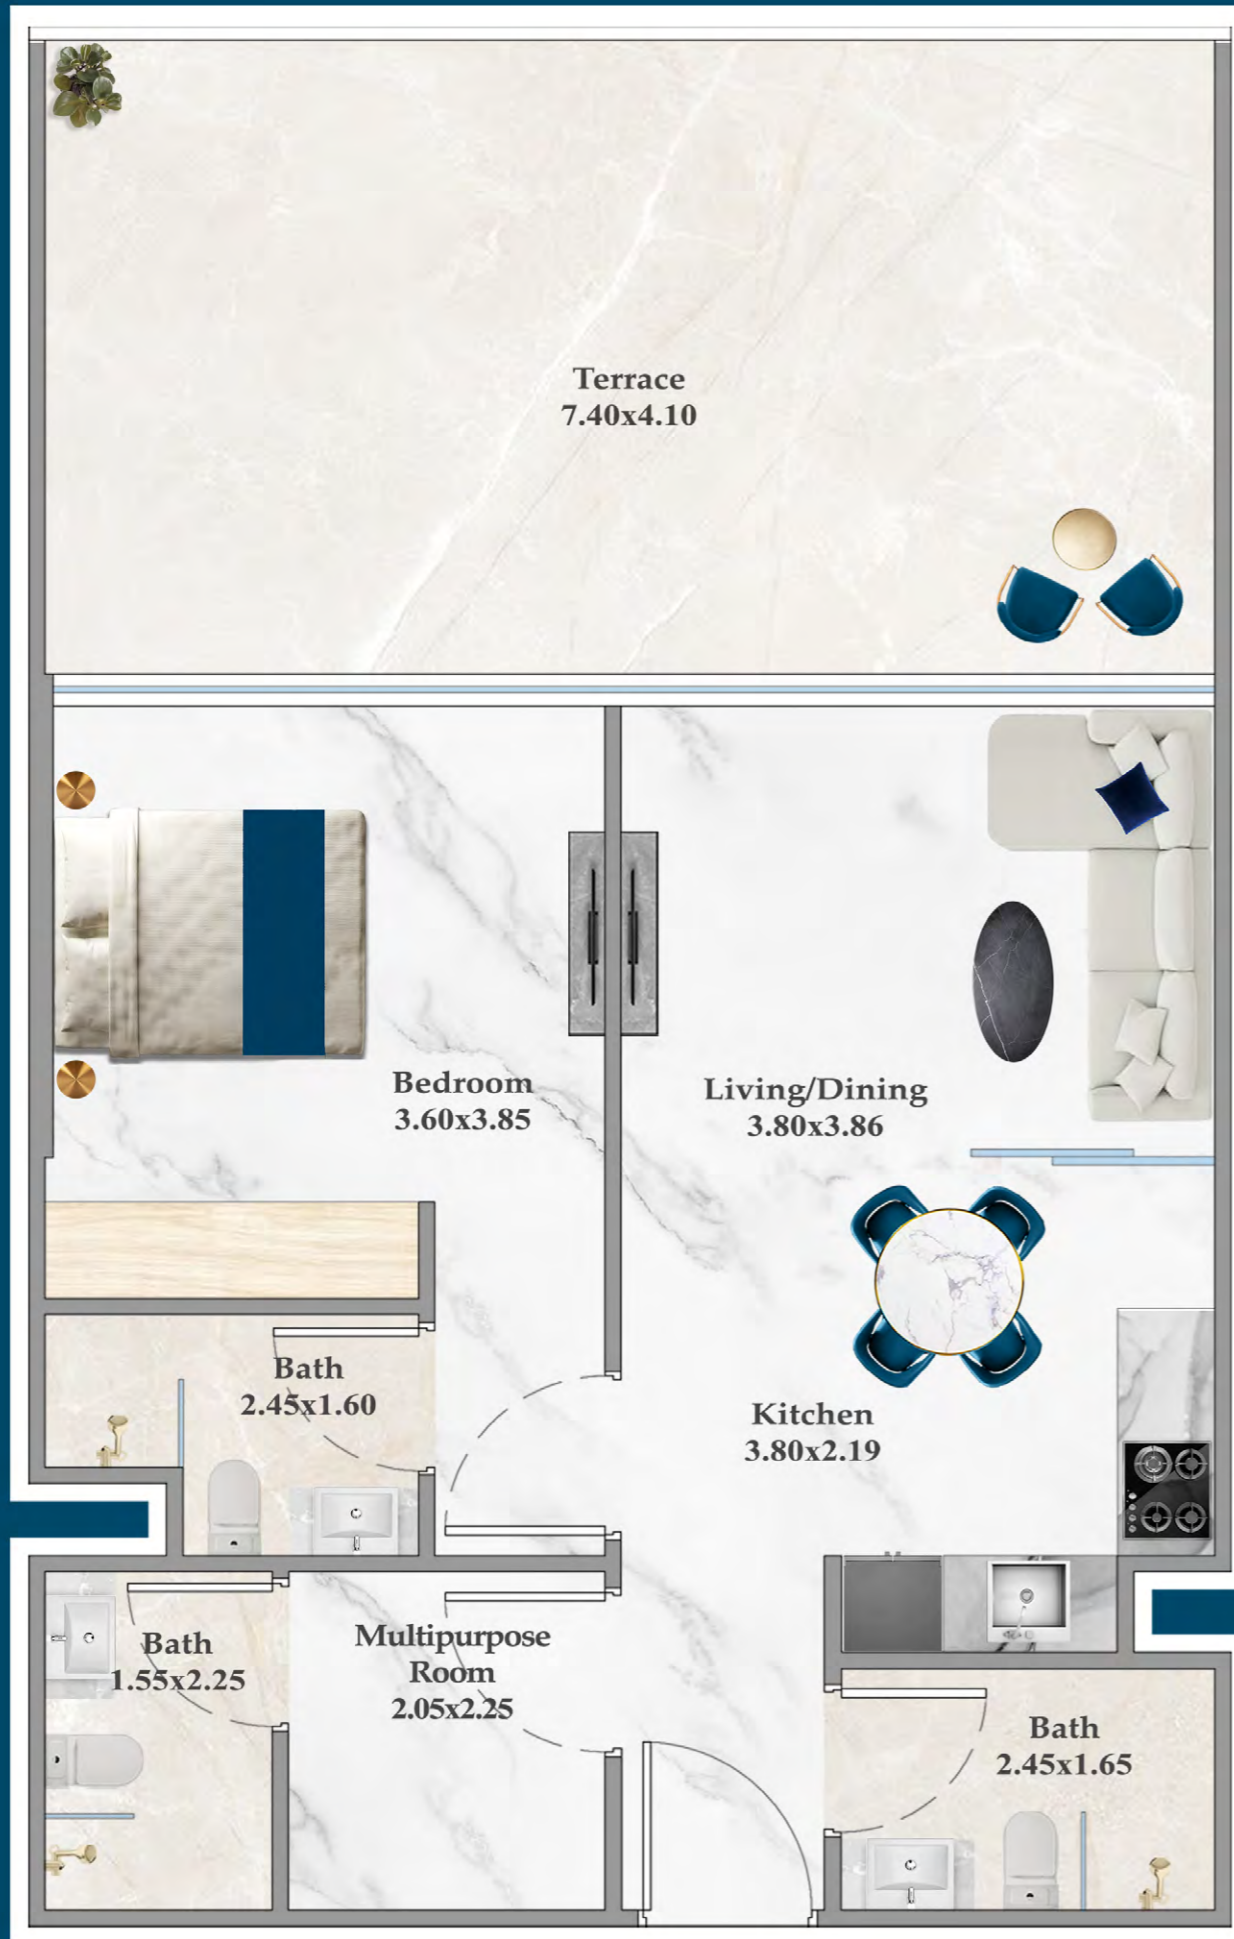 Terrace
7.40x4.10
Bedroom
3.60x3.85
Living/Dining
3.80x3.86
Bath
2.45x1.60
Kitchen
3.80x2.19
Bath
1.55x2.25
Multipurpose
Room
2.05x2.25
Bath
2.45x1.65